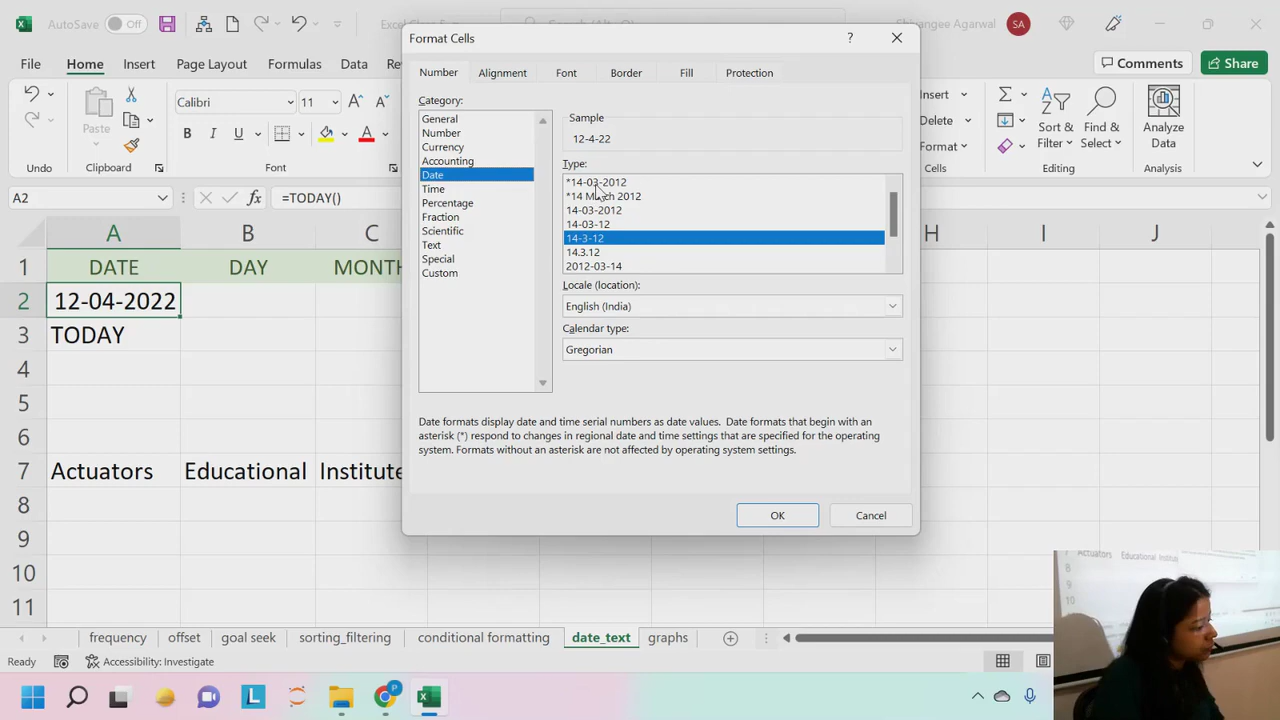 AutoSave Off
SA
File Home Insert Page Layout Formulas Data Comments Share
Paste
Calibri 11
B I U A
Insert
Delete
Format
Sort & Filter
Find & Select
Analyze Data
Undo Clipboard Font Editing Analysis
A2 fx =TODAY()
A B C H I J
1 DATE DAY MONTH
2 12-04-2022
3 TODAY
4
5
6
7 Actuators Educational Institute
8
9
10
11
Format Cells ?
Number Alignment Font Border Fill Protection
Category:
General
Number
Currency
Accounting
Date
Time
Percentage
Fraction
Scientific
Text
Special
Custom
Sample
12-4-22
Type:
*14-03-2012
*14 March 2012
14-03-2012
14-03-12
14-3-12
14.3.12
2012-03-14
Locale (location):
English (India)
Calendar type:
Gregorian
Date formats display date and time serial numbers as date values. Date formats that begin with an
asterisk (*) respond to changes in regional date and time settings that are specified for the operating
system. Formats without an asterisk are not affected by operating system settings.
OK Cancel
frequency offset goal seek sorting_filtering conditional formatting date_text graphs
Ready Accessibility: Investigate